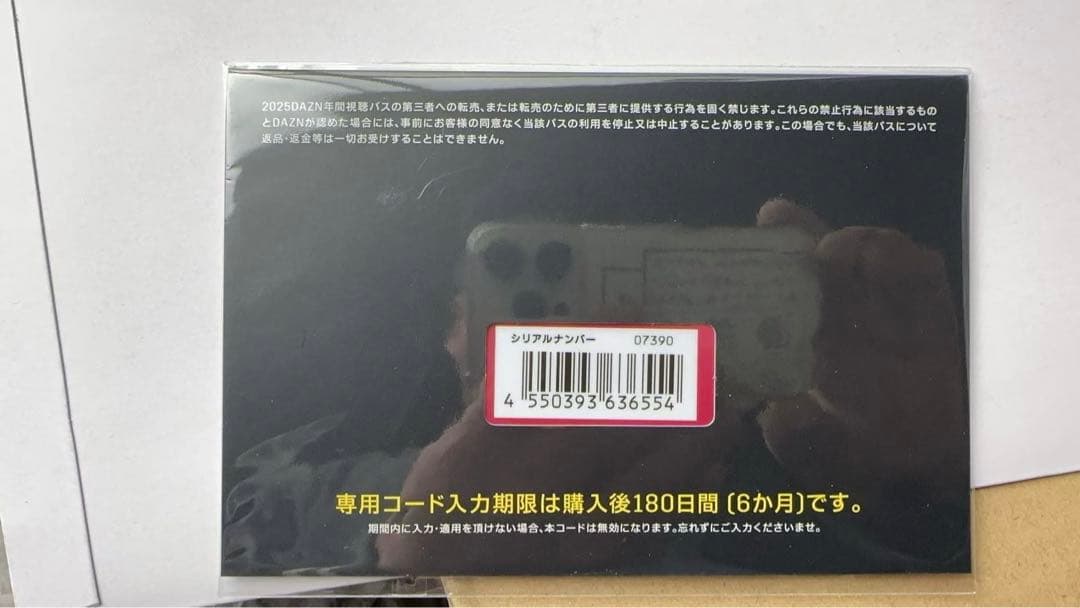 2025DAZN年間視聴パスの第三者への転売、または転売のために第三者に提供する行為を固く禁じます。これらの禁止行為に該当するもの
とDAZNが認めた場合には、事前にお客様の同意なく当該パスの利用を停止又は中止することがあります。この場合でも、当該パスについて
返品・返金等は一切お受けすることはできません。
シリアルナンバー 07390
4 550393 636554
専用コード入力期限は購入後180日間(6か月)です。
期間内に入力・適用を頂けない場合、本コードは無効になります。忘れずにご入力くださいませ。